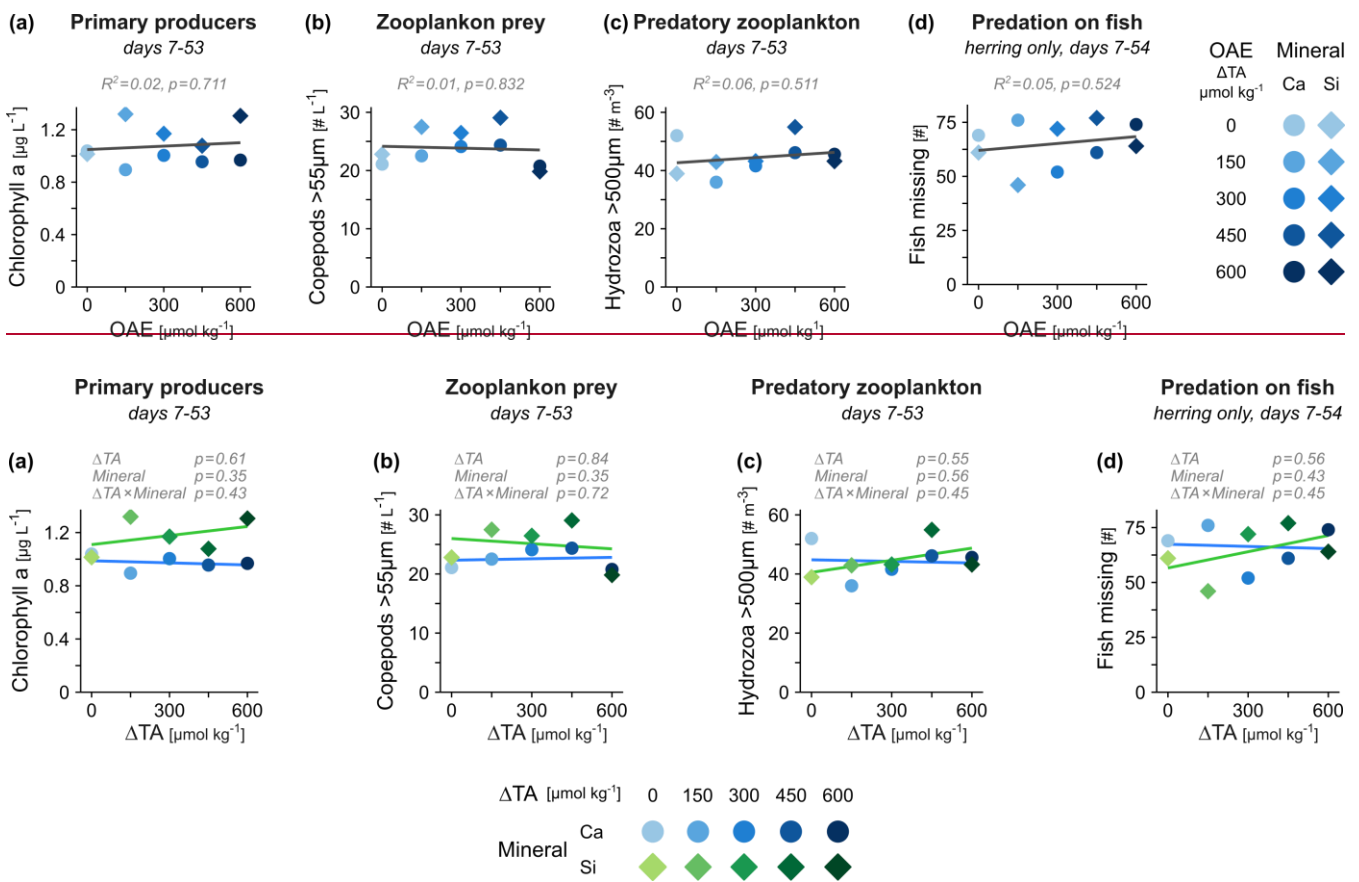 (a) Primary producers
days 7-53
R²=0.02, p=0.711
Chlorophyll a [µg L⁻¹]
1.2
0.8
0.4
0
0 300 600
OAE [µmol kg⁻¹]
(b) Zooplankon prey
days 7-53
R²=0.01, p=0.832
Copepods >55µm [# L⁻¹]
30
20
10
0
0 300 600
OAE [µmol kg⁻¹]
(c) Predatory zooplankton
days 7-53
R²=0.06, p=0.511
Hydrozoa >500µm [# m⁻³]
60
40
20
0
0 300 600
OAE [µmol kg⁻¹]
(d) Predation on fish
herring only, days 7-54
R²=0.05, p=0.524
Fish missing [#]
75
50
25
0
0 300 600
OAE [µmol kg⁻¹]
OAE Mineral
ΔTA
µmol kg⁻¹ Ca Si
0
150
300
450
600
Primary producers
days 7-53
(a)
ΔTA p=0.61
Mineral p=0.35
ΔTA×Mineral p=0.43
Chlorophyll a [µg L⁻¹]
1.2
0.8
0.4
0
0 300 600
ΔTA [µmol kg⁻¹]
Zooplankon prey
days 7-53
(b)
ΔTA p=0.84
Mineral p=0.35
ΔTA×Mineral p=0.72
Copepods >55µm [# L⁻¹]
30
20
10
0
0 300 600
ΔTA [µmol kg⁻¹]
Predatory zooplankton
days 7-53
(c)
ΔTA p=0.55
Mineral p=0.56
ΔTA×Mineral p=0.45
Hydrozoa >500µm [# m⁻³]
60
40
20
0
0 300 600
ΔTA [µmol kg⁻¹]
Predation on fish
herring only, days 7-54
(d)
ΔTA p=0.56
Mineral p=0.43
ΔTA×Mineral p=0.45
Fish missing [#]
75
50
25
0
0 300 600
ΔTA [µmol kg⁻¹]
ΔTA [µmol kg⁻¹] 0 150 300 450 600
Mineral
Ca
Si